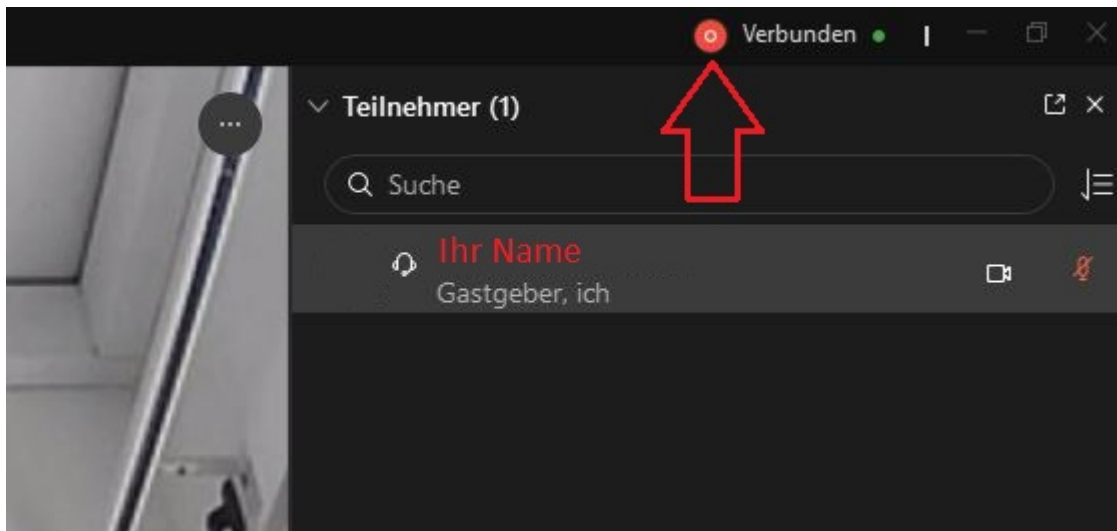 Verbunden
Teilnehmer (1)
Suche
Ihr Name
Gastgeber, ich